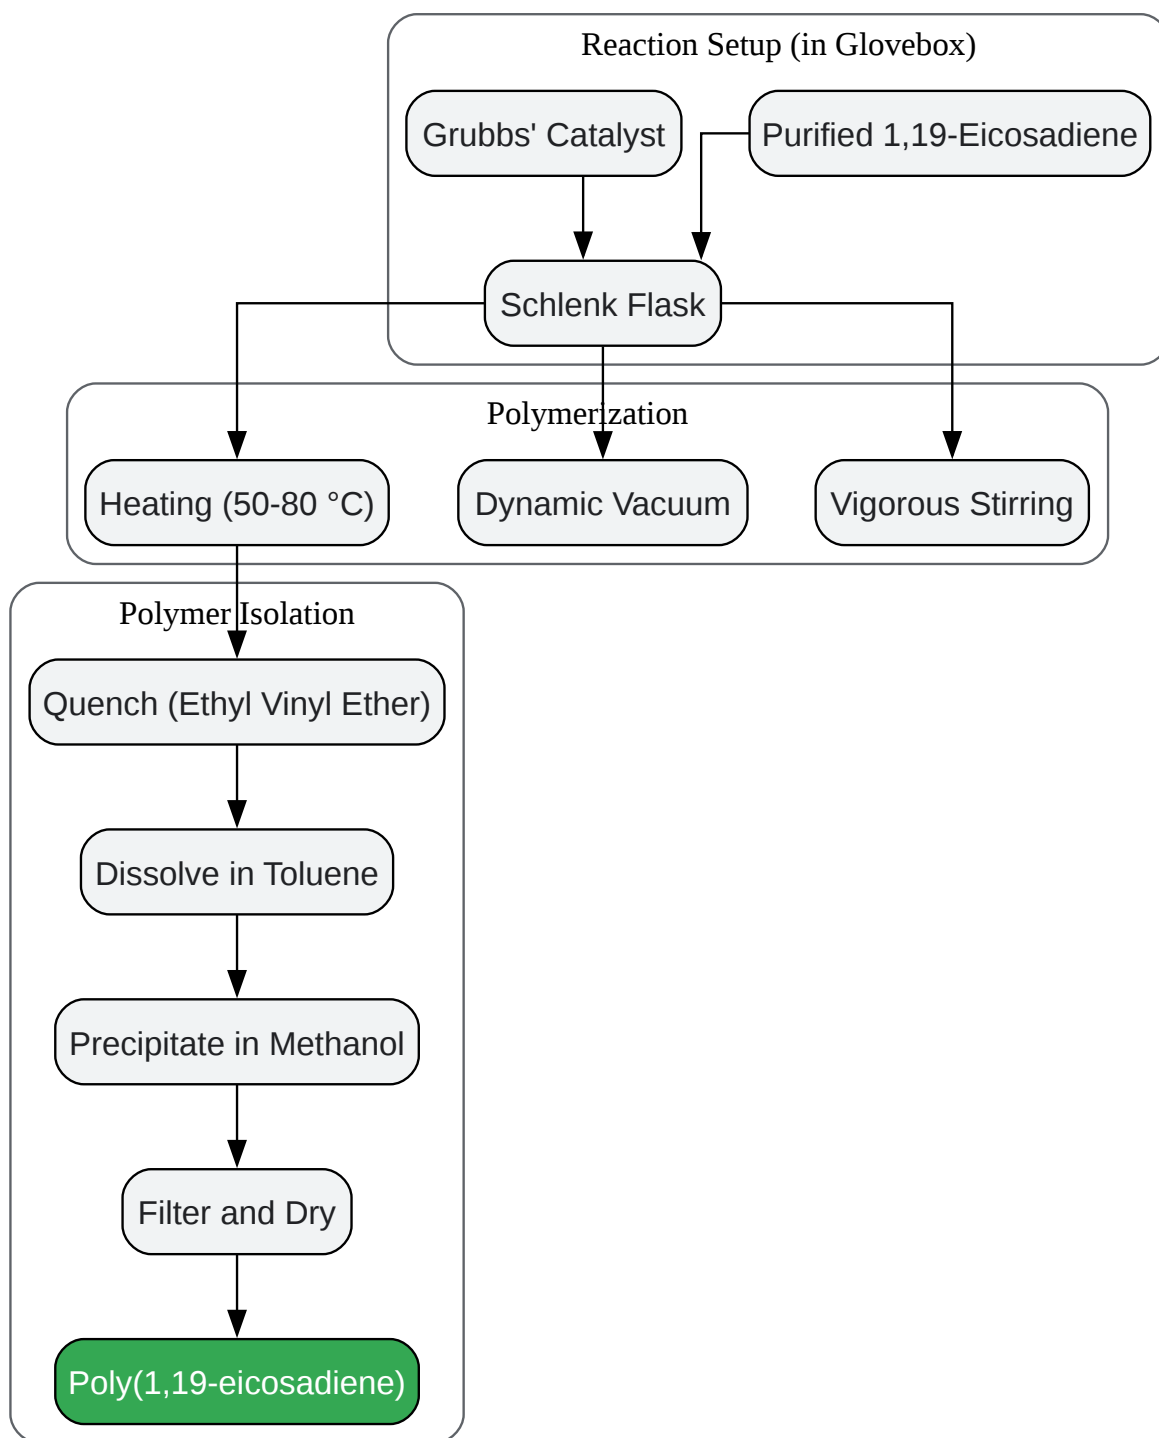 Reaction Setup (in Glovebox)
Grubbs' Catalyst
Purified 1,19-Eicosadiene
Schlenk Flask
Polymerization
Heating (50-80 °C)
Dynamic Vacuum
Vigorous Stirring
Polymer Isolation
Quench (Ethyl Vinyl Ether)
Dissolve in Toluene
Precipitate in Methanol
Filter and Dry
Poly(1,19-eicosadiene)